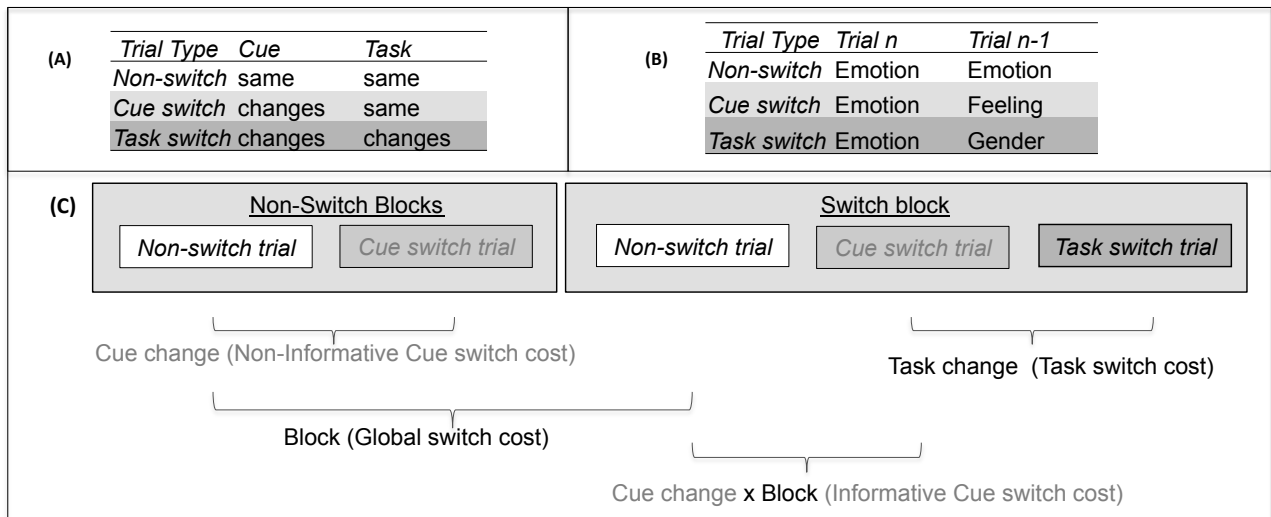 (A)
Trial Type Cue Task
Non-switch same same
Cue switch changes same
Task switch changes changes
(B)
Trial Type Trial n Trial n-1
Non-switch Emotion Emotion
Cue switch Emotion Feeling
Task switch Emotion Gender
(C)
Non-Switch Blocks
Non-switch trial Cue switch trial
Switch block
Non-switch trial Cue switch trial Task switch trial
Cue change (Non-Informative Cue switch cost)
Task change (Task switch cost)
Block (Global switch cost)
Cue change x Block (Informative Cue switch cost)